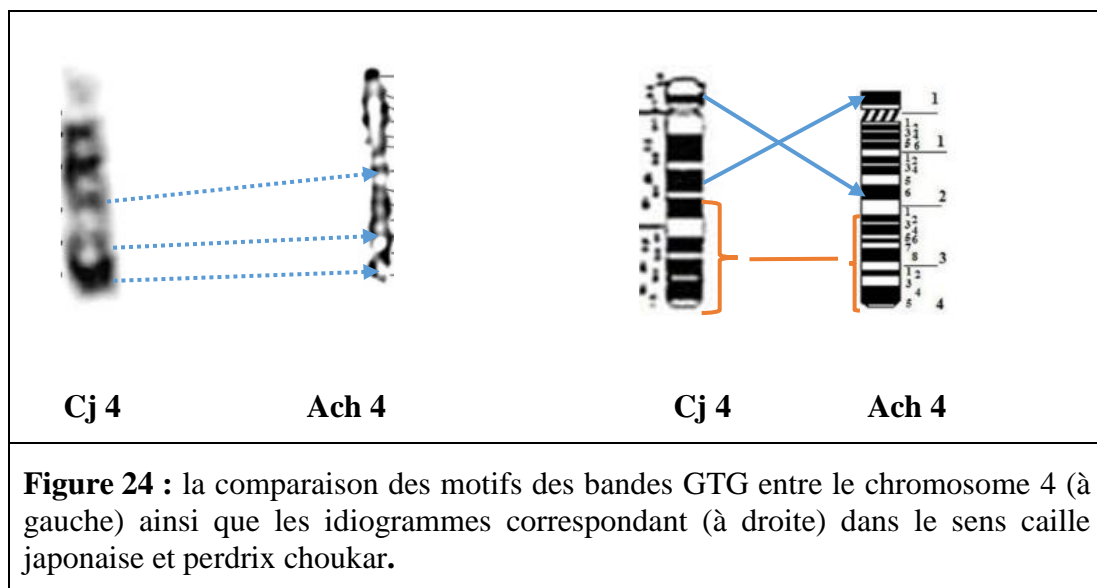 Cj 4 Ach 4 Cj 4 Ach 4
1
1
2
3
4
Figure 24 : la comparaison des motifs des bandes GTG entre le chromosome 4 (à
gauche) ainsi que les idiogrammes correspondant (à droite) dans le sens caille
japonaise et perdrix choukar.